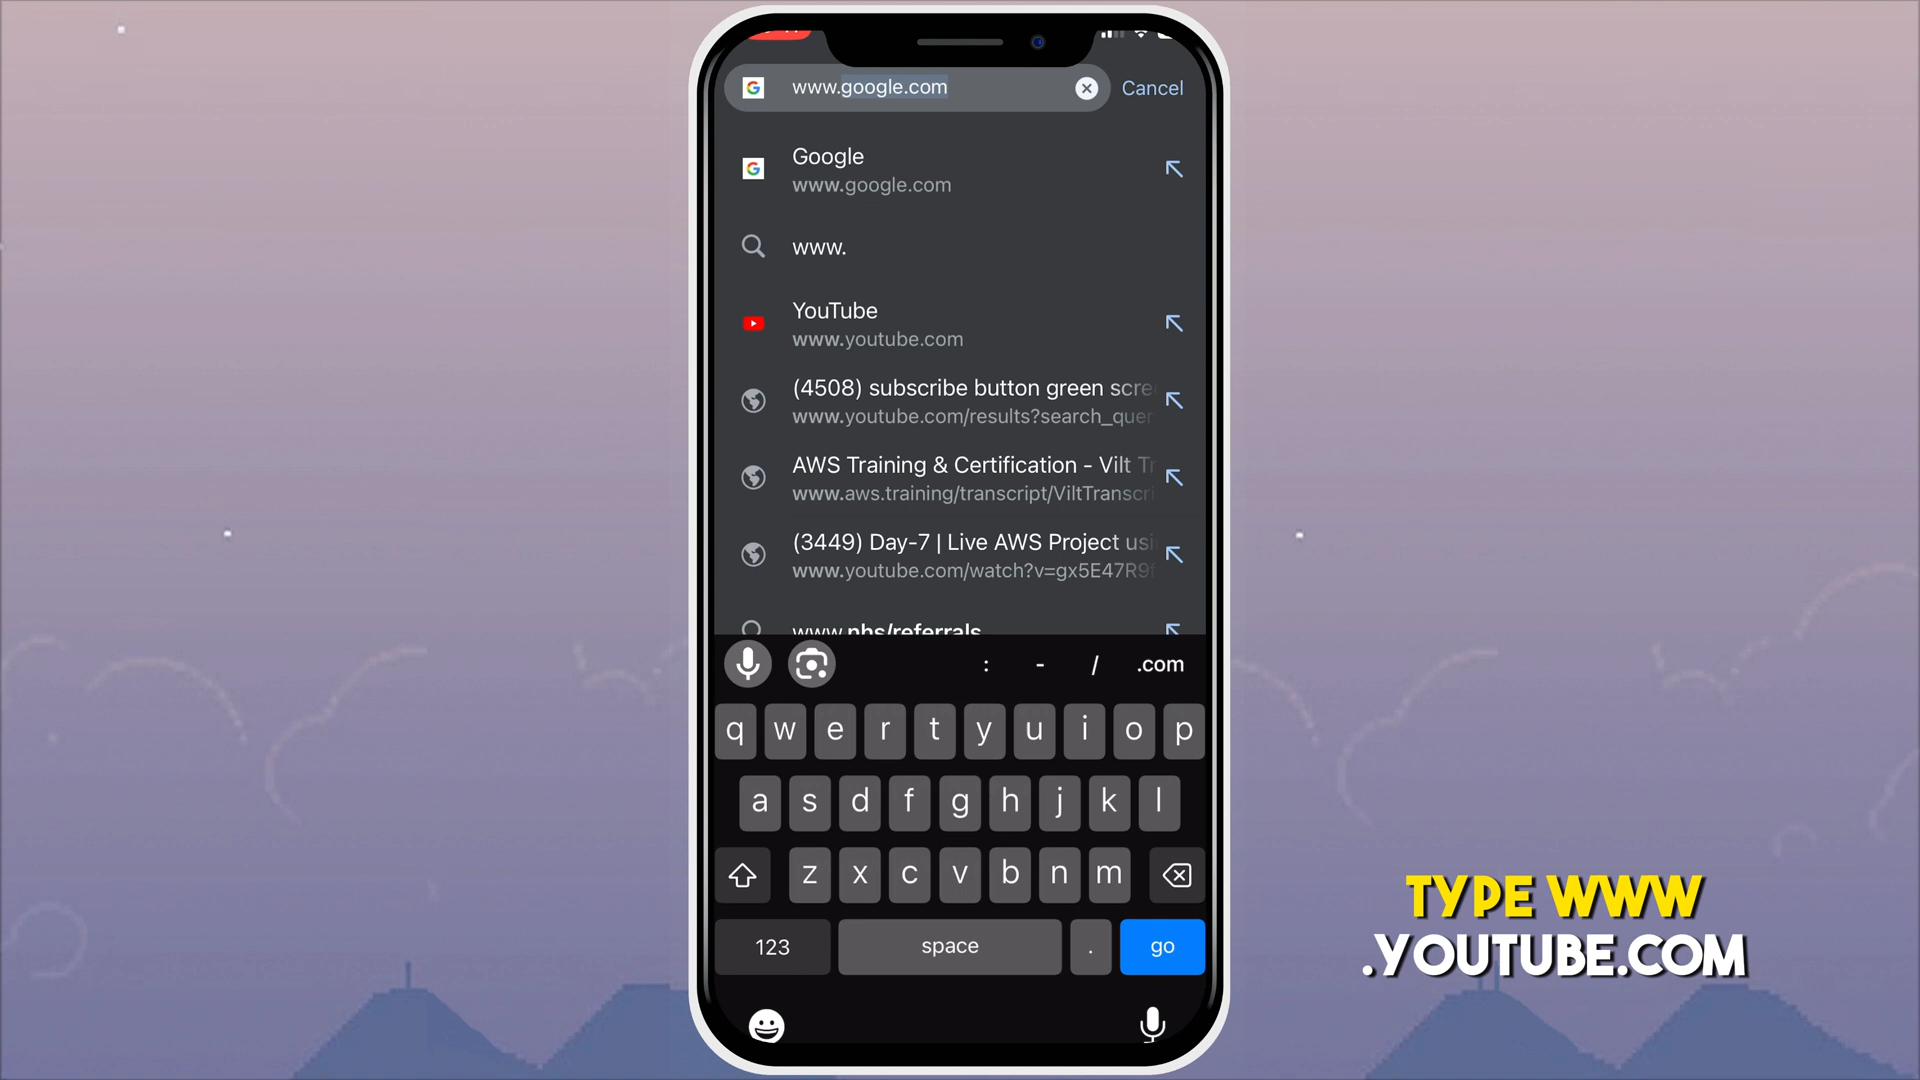 www.google.com
Cancel
Google
www.google.com
www.
YouTube
www.youtube.com
(4508) subscribe button green scre
www.youtube.com/results?search_quer
AWS Training & Certification - Vilt Tr
www.aws.training/transcript/ViltTranscri
(3449) Day-7 | Live AWS Project usi
www.youtube.com/watch?v=gx5E47R9f
www.nhs/referrals
: - / .com
q w e r t y u i o p
a s d f g h j k l
z x c v b n m
123 space . go
TYPE WWW
.YOUTUBE.COM